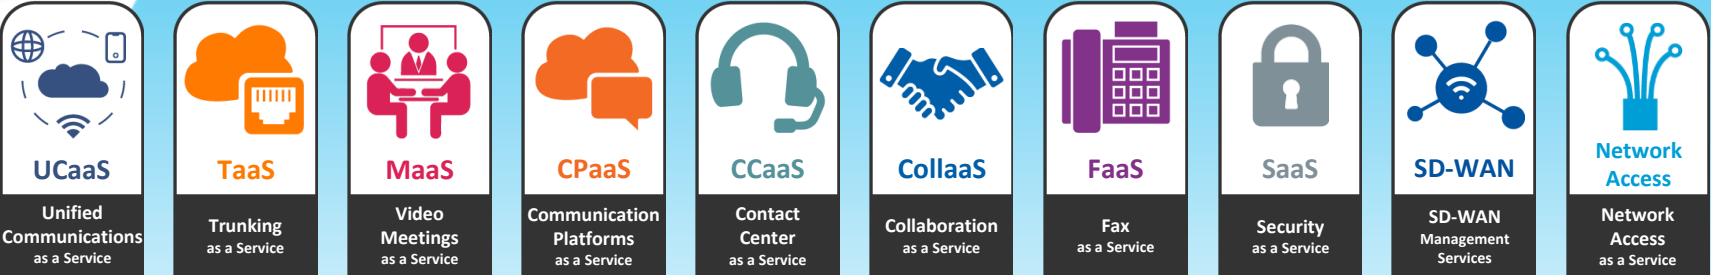 UCaaS
Unified
Communications
as a Service
TaaS
Trunking
as a Service
MaaS
Video
Meetings
as a Service
CPaaS
Communication
Platforms
as a Service
CCaaS
Contact
Center
as a Service
CollaaS
Collaboration
as a Service
FaaS
Fax
as a Service
SaaS
Security
as a Service
SD-WAN
SD-WAN
Management
Services
Network
Access
Network
Access
as a Service